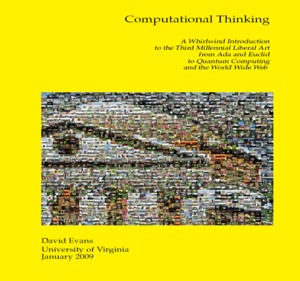 Computational Thinking
A Whirlwind Introduction
to the Third Millennial Liberal Art
from Ada and Euclid
to Quantum Computing
and the World Wide Web
David Evans
University of Virginia
January 2009